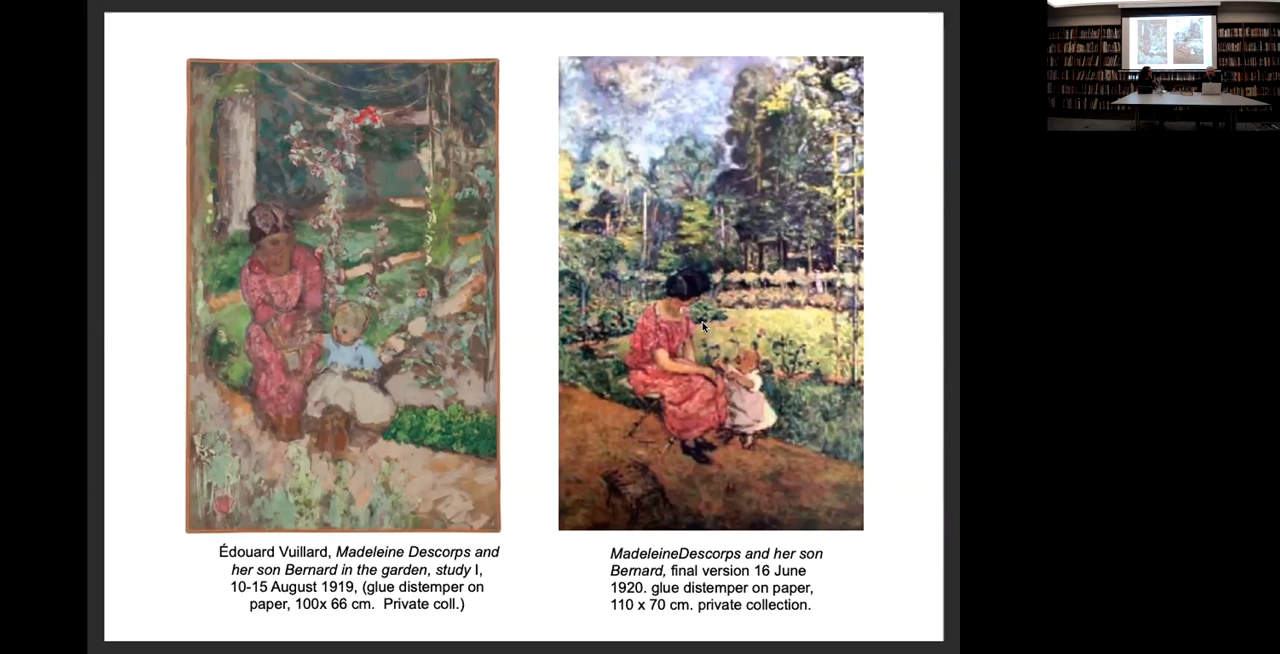 Édouard Vuillard, Madeleine Descorps and
her son Bernard in the garden, study I,
10-15 August 1919, (glue distemper on
paper, 100x 66 cm.  Private coll.)
MadeleineDescorps and her son
Bernard, final version 16 June
1920. glue distemper on paper,
110 x 70 cm. private collection.